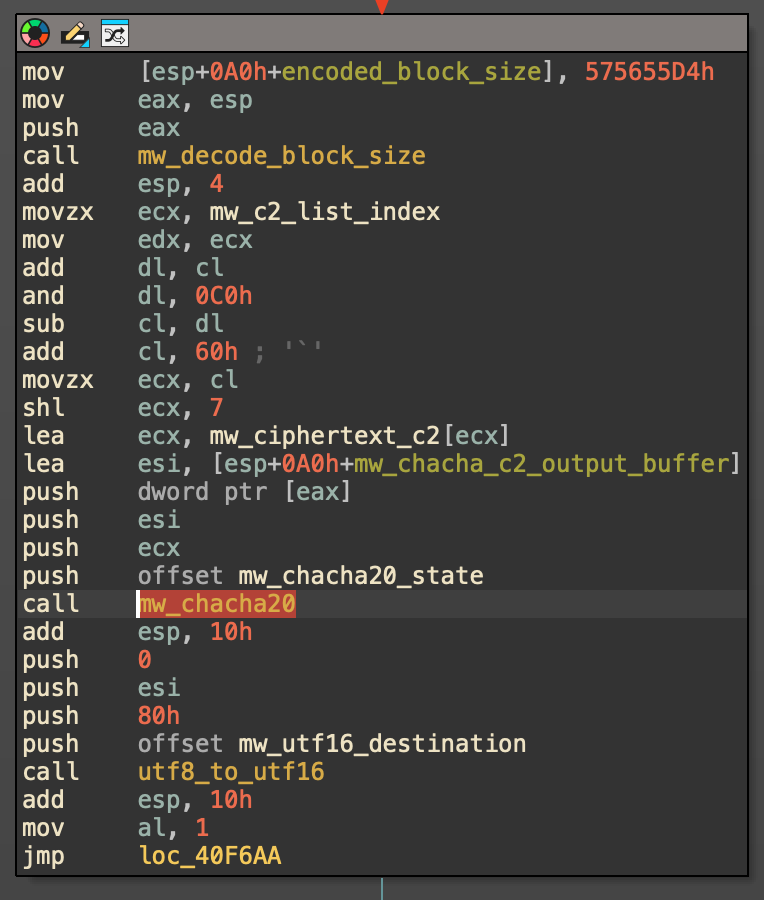 mov [esp+0A0h+encoded_block_size], 575655D4h
mov eax, esp
push eax
call mw_decode_block_size
add esp, 4
movzx ecx, mw_c2_list_index
mov edx, ecx
add dl, cl
and dl, 0C0h
sub cl, dl
add cl, 60h ; '`'
movzx ecx, cl
shl ecx, 7
lea ecx, mw_ciphertext_c2[ecx]
lea esi, [esp+0A0h+mw_chacha_c2_output_buffer]
push dword ptr [eax]
push esi
push ecx
push offset mw_chacha20_state
call mw_chacha20
add esp, 10h
push 0
push esi
push 80h
push offset mw_utf16_destination
call utf8_to_utf16
add esp, 10h
mov al, 1
jmp loc_40F6AA